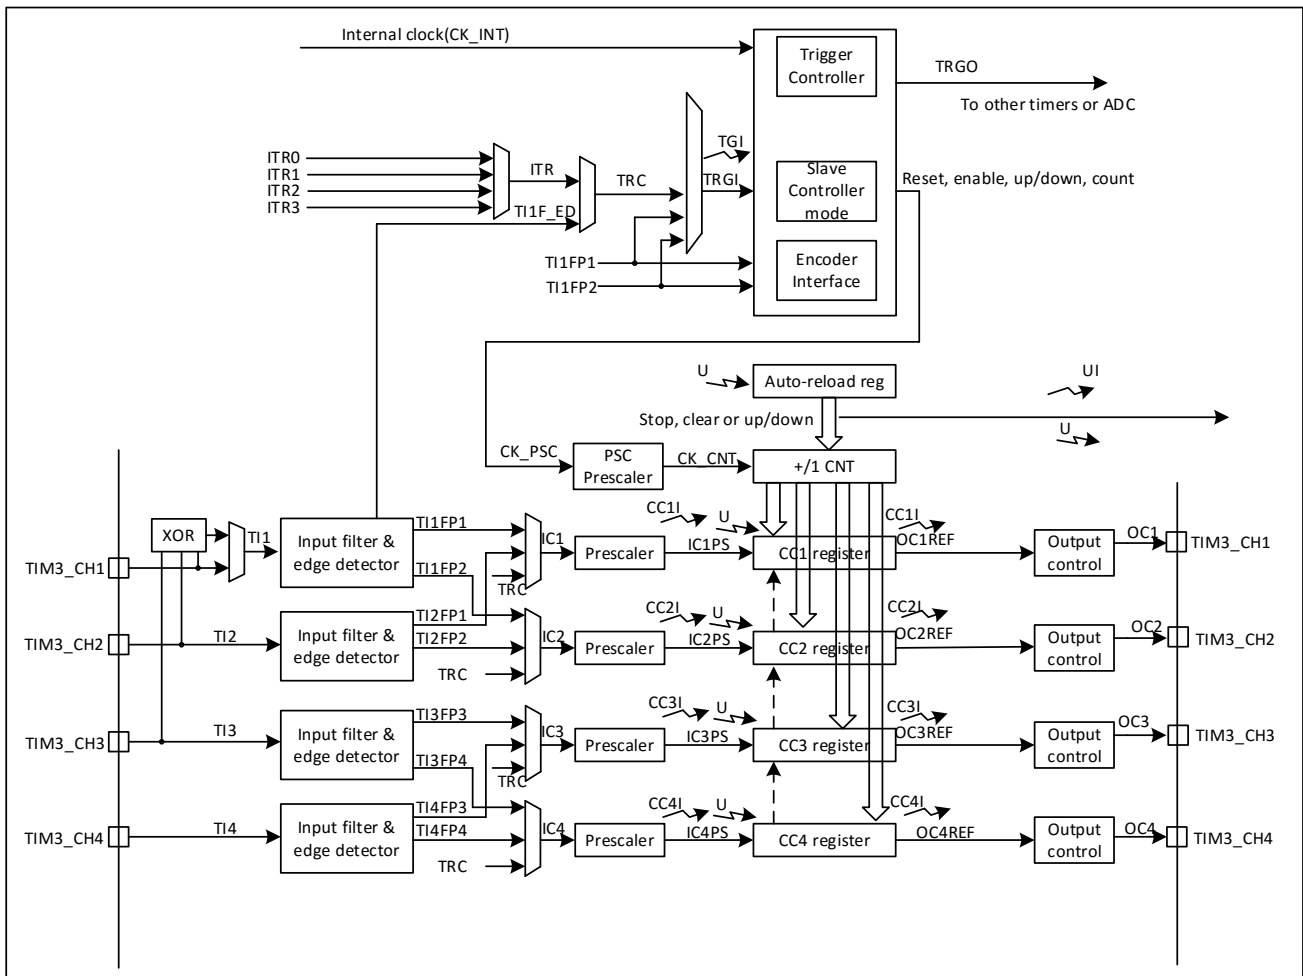 Internal clock(CK_INT)
Trigger
Controller
TRGO
To other timers or ADC
TGI
ITR0
ITR1
ITR2
ITR3
ITR
TRC
TRGI
TI1F_ED
Slave
Controller
mode
Reset, enable, up/down, count
TI1FP1
TI1FP2
Encoder
Interface
U
Auto-reload reg
UI
Stop, clear or up/down
U
CK_PSC
PSC
Prescaler
CK_CNT
+/1 CNT
XOR
TI1
Input filter &
edge detector
TI1FP1
TI1FP2
TRC
IC1
Prescaler
CC1I
U
IC1PS
CC1 register
CC1I
OC1REF
Output
control
OC1
TIM3_CH1
TIM3_CH1
TIM3_CH2
TI2
Input filter &
edge detector
TI2FP1
TI2FP2
TRC
IC2
Prescaler
CC2I
U
IC2PS
CC2 register
CC2I
OC2REF
Output
control
OC2
TIM3_CH2
TIM3_CH3
TI3
Input filter &
edge detector
TI3FP3
TI3FP4
TRC
IC3
Prescaler
CC3I
U
IC3PS
CC3 register
CC3I
OC3REF
Output
control
OC3
TIM3_CH3
TIM3_CH4
TI4
Input filter &
edge detector
TI4FP3
TI4FP4
TRC
IC4
Prescaler
CC4I
U
IC4PS
CC4 register
CC4I
OC4REF
Output
control
OC4
TIM3_CH4